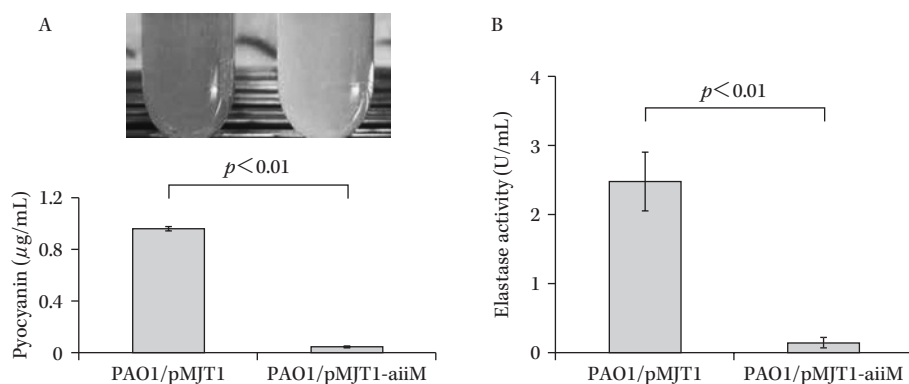 A
p<0.01
Pyocyanin (μg/mL)
1.2
0.8
0.4
0
PAO1/pMJT1
PAO1/pMJT1-aiiM
B
p<0.01
Elastase activity (U/mL)
4
3
2
1
0
PAO1/pMJT1
PAO1/pMJT1-aiiM